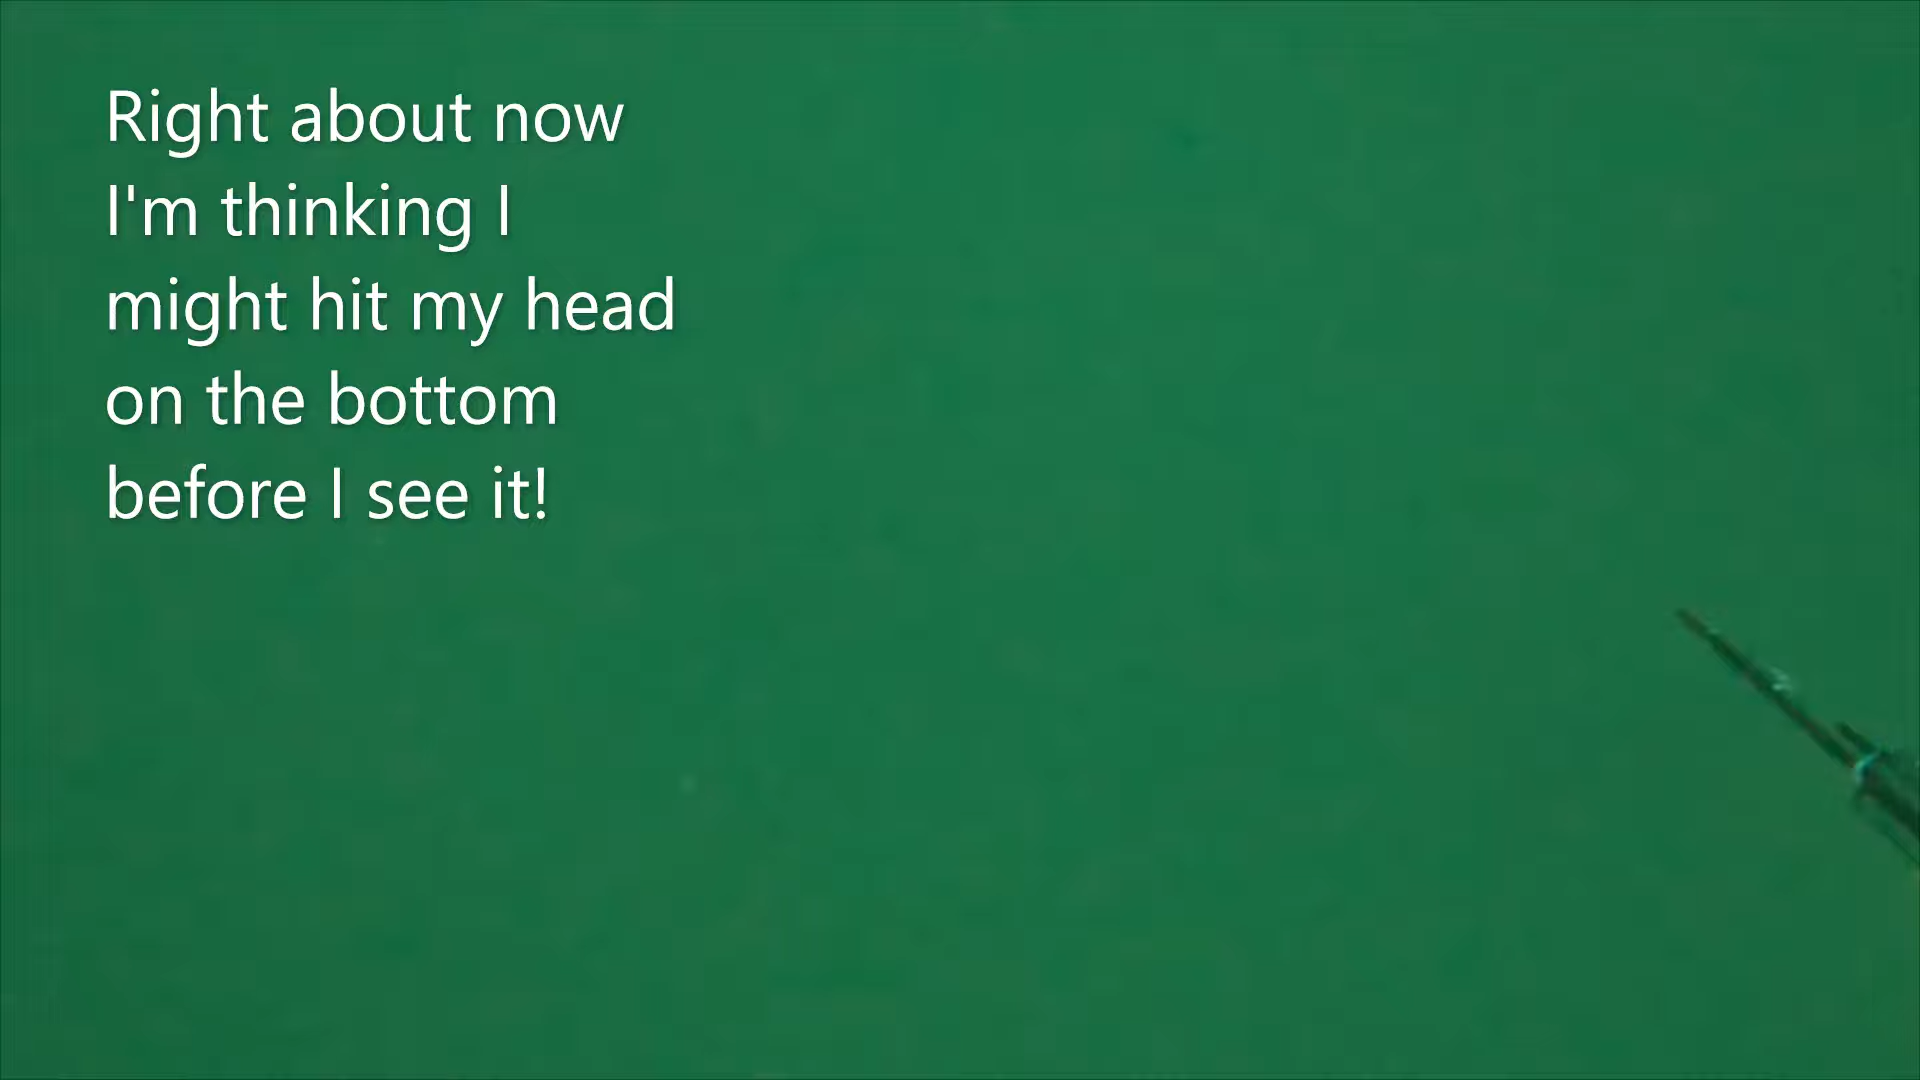 Right about now
I'm thinking I
might hit my head
on the bottom
before I see it!